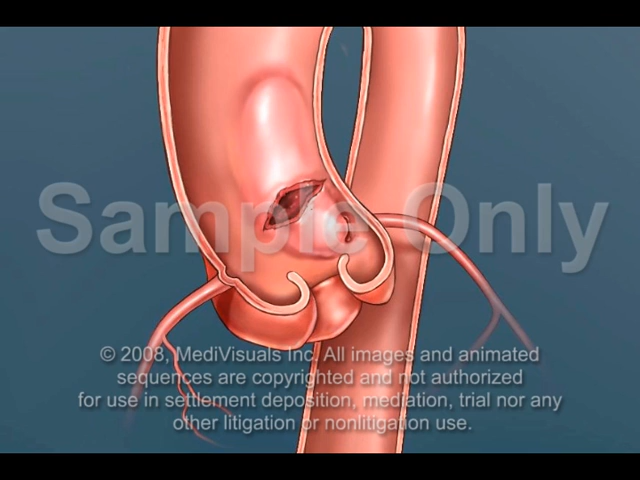 Sample Only
© 2008, MediVisuals Inc. All images and animated
sequences are copyrighted and not authorized
for use in settlement deposition, mediation, trial nor any
other litigation or nonlitigation use.